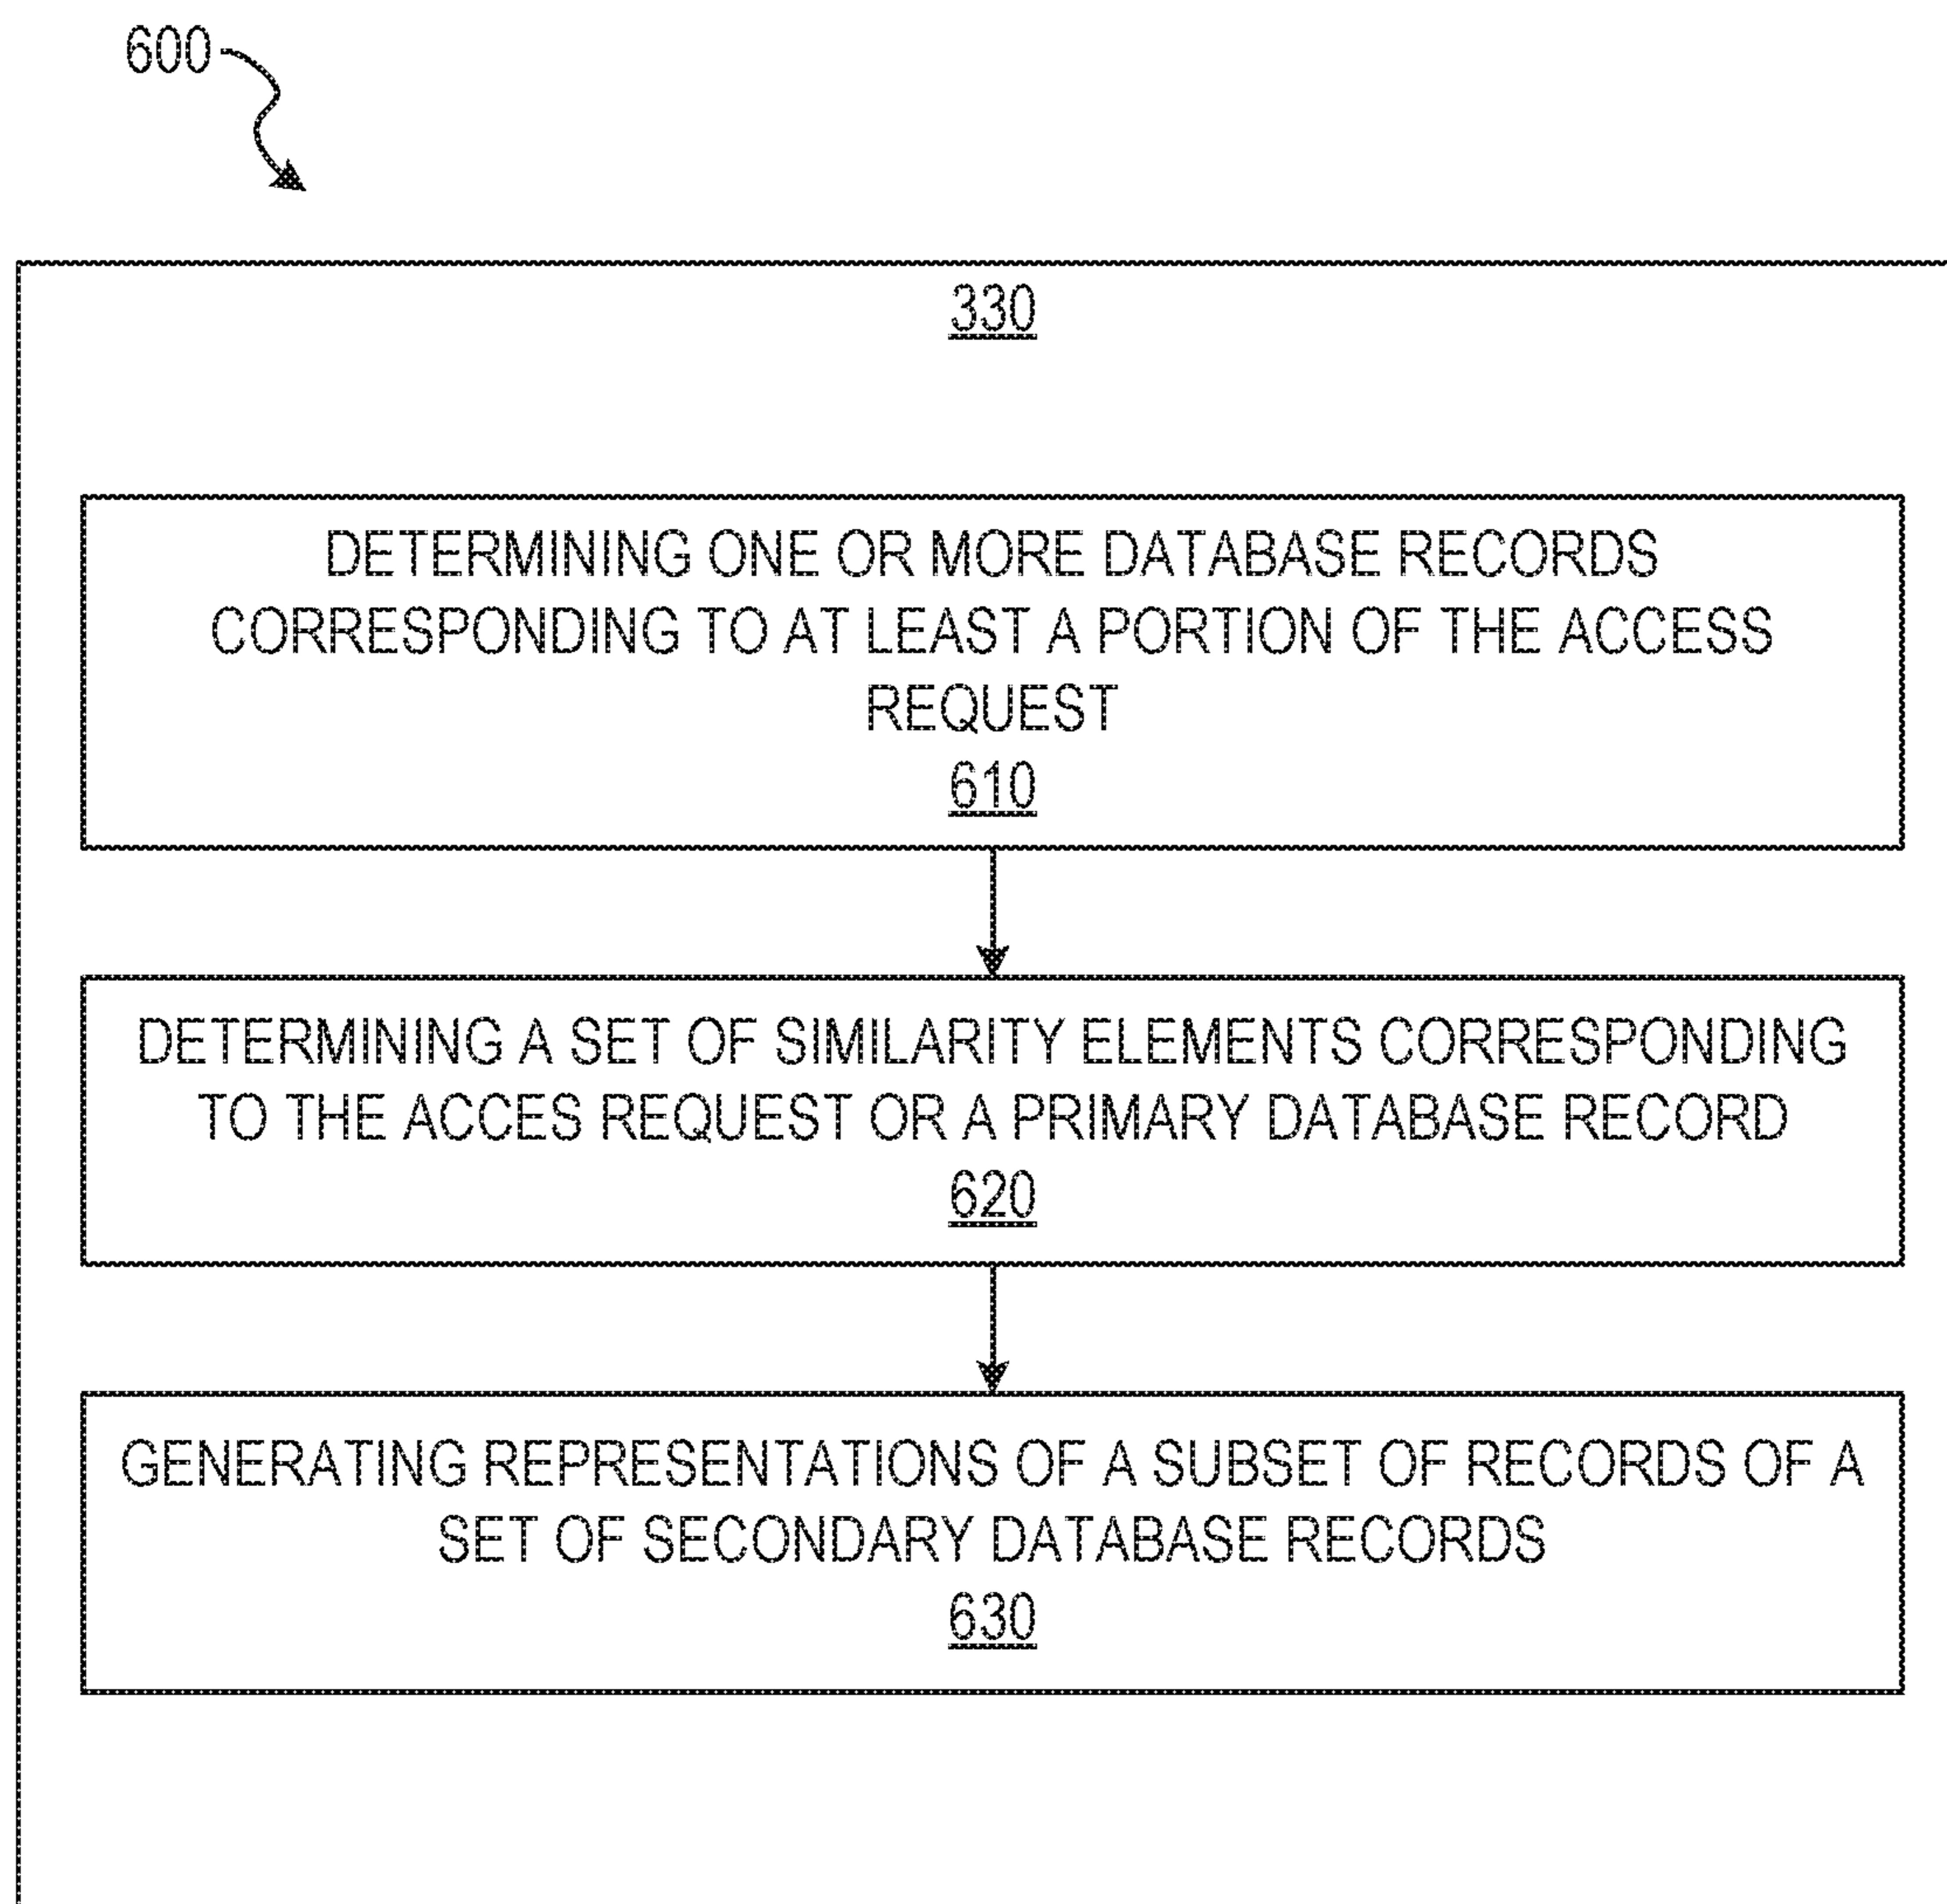 600
330
DETERMINING ONE OR MORE DATABASE RECORDS
CORRESPONDING TO AT LEAST A PORTION OF THE ACCESS
REQUEST
610
DETERMINING A SET OF SIMILARITY ELEMENTS CORRESPONDING
TO THE ACCES REQUEST OR A PRIMARY DATABASE RECORD
620
GENERATING REPRESENTATIONS OF A SUBSET OF RECORDS OF A
SET OF SECONDARY DATABASE RECORDS
630